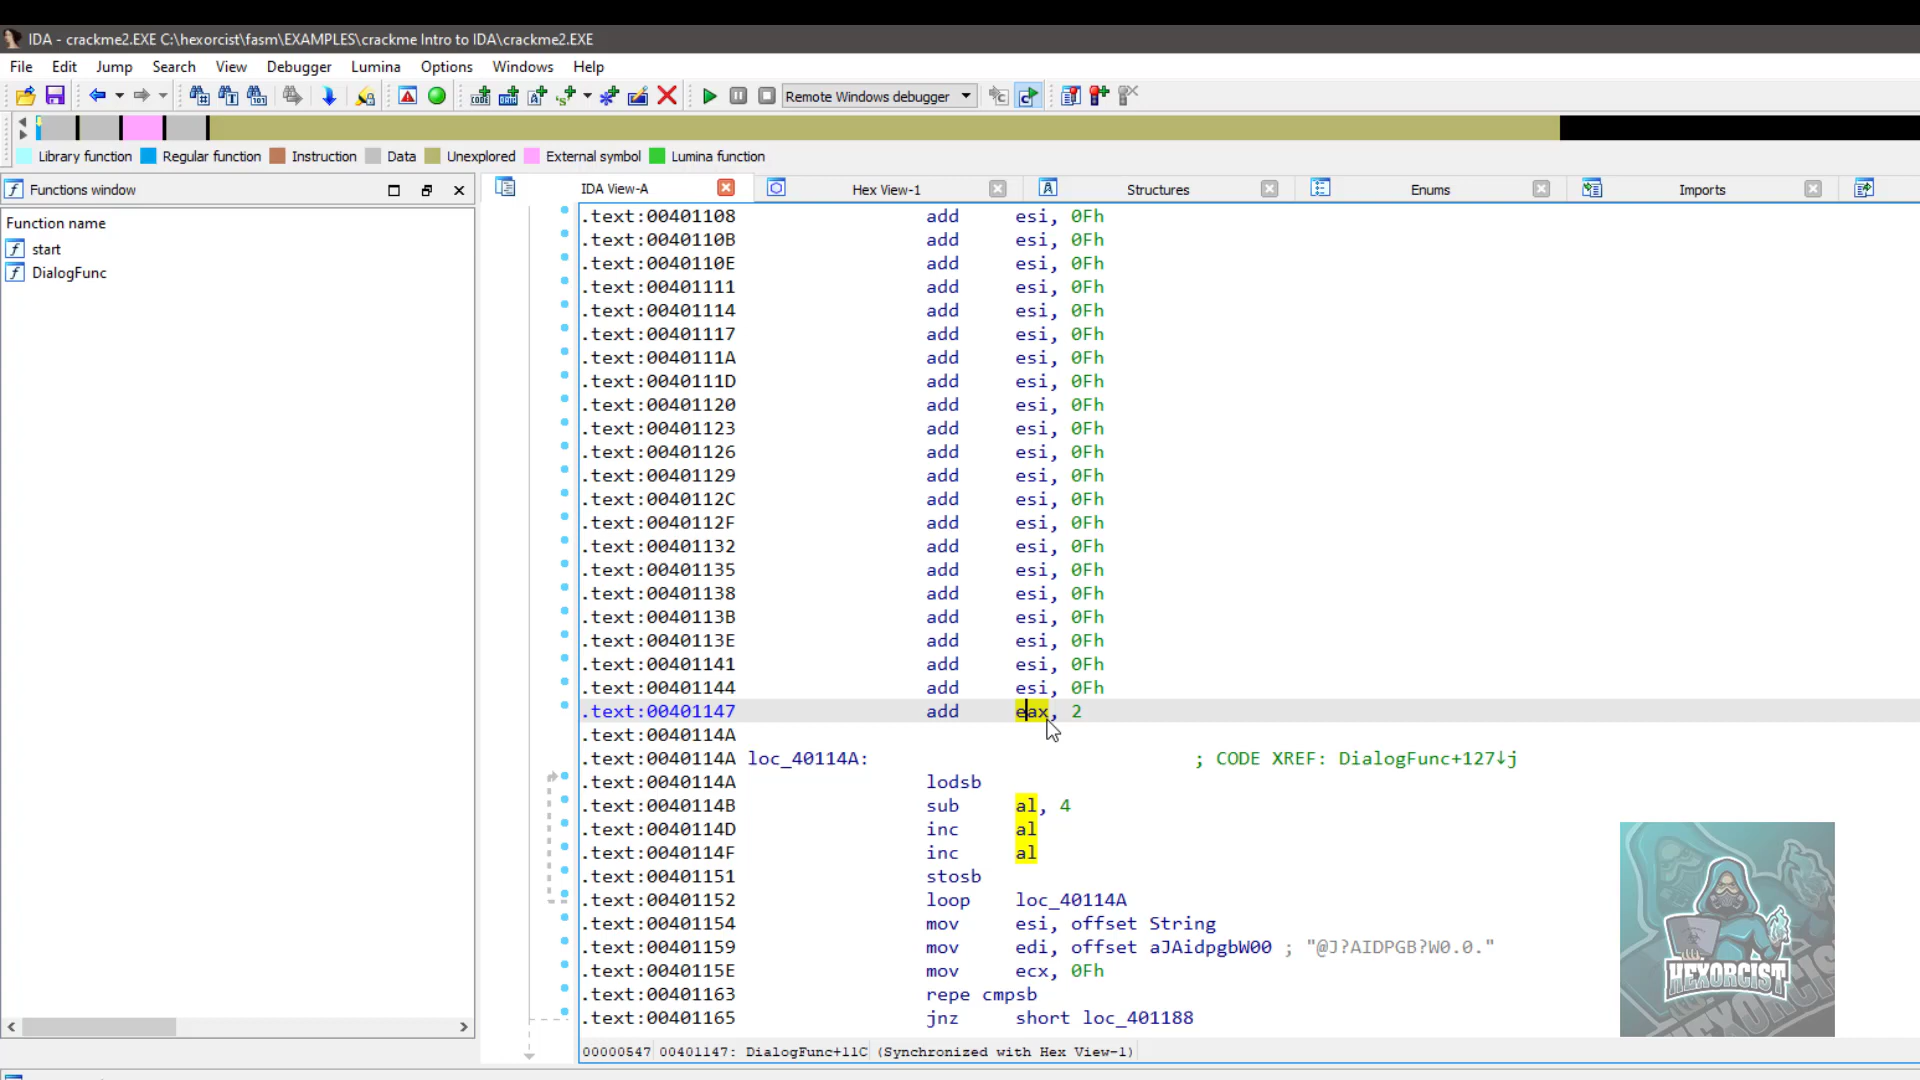 IDA - crackme2.EXE C:\hexorcist\fasm\EXAMPLES\crackme Intro to IDA\crackme2.EXE
File Edit Jump Search View Debugger Lumina Options Windows Help
Remote Windows debugger
Library function Regular function Instruction Data Unexplored External symbol Lumina function
Functions window
IDA View-A Hex View-1 Structures Enums Imports
Function name
start
DialogFunc
.text:00401108 add esi, 0Fh
.text:0040110B add esi, 0Fh
.text:0040110E add esi, 0Fh
.text:00401111 add esi, 0Fh
.text:00401114 add esi, 0Fh
.text:00401117 add esi, 0Fh
.text:0040111A add esi, 0Fh
.text:0040111D add esi, 0Fh
.text:00401120 add esi, 0Fh
.text:00401123 add esi, 0Fh
.text:00401126 add esi, 0Fh
.text:00401129 add esi, 0Fh
.text:0040112C add esi, 0Fh
.text:0040112F add esi, 0Fh
.text:00401132 add esi, 0Fh
.text:00401135 add esi, 0Fh
.text:00401138 add esi, 0Fh
.text:0040113B add esi, 0Fh
.text:0040113E add esi, 0Fh
.text:00401141 add esi, 0Fh
.text:00401144 add esi, 0Fh
.text:00401147 add eax, 2
.text:0040114A
.text:0040114A loc_40114A: ; CODE XREF: DialogFunc+127↓j
.text:0040114A lodsb
.text:0040114B sub al, 4
.text:0040114D inc al
.text:0040114F inc al
.text:00401151 stosb
.text:00401152 loop loc_40114A
.text:00401154 mov esi, offset String
.text:00401159 mov edi, offset aJAidpgbW00 ; "@J?AIDPGB?W0.0."
.text:0040115E mov ecx, 0Fh
.text:00401163 repe cmpsb
.text:00401165 jnz short loc_401188
00000547 00401147: DialogFunc+11C (Synchronized with Hex View-1)
HEXORCIST